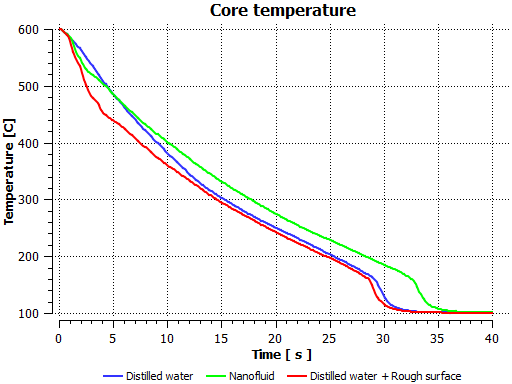 Core temperature
Temperature [C]
600
500
400
300
200
100
0 5 10 15 20 25 30 35 40
Time [ s ]
Distilled water Nanofluid Distilled water + Rough surface